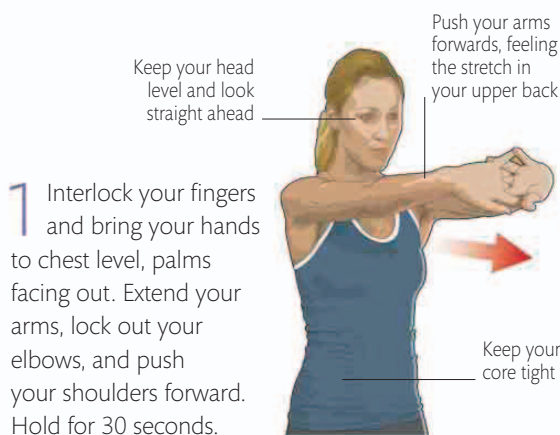 Keep your head
level and look
straight ahead
Push your arms
forwards, feeling
the stretch in
your upper back
1 Interlock your fingers
and bring your hands
to chest level, palms
facing out. Extend your
arms, lock out your
elbows, and push
your shoulders forward.
Hold for 30 seconds.
Keep your
core tight